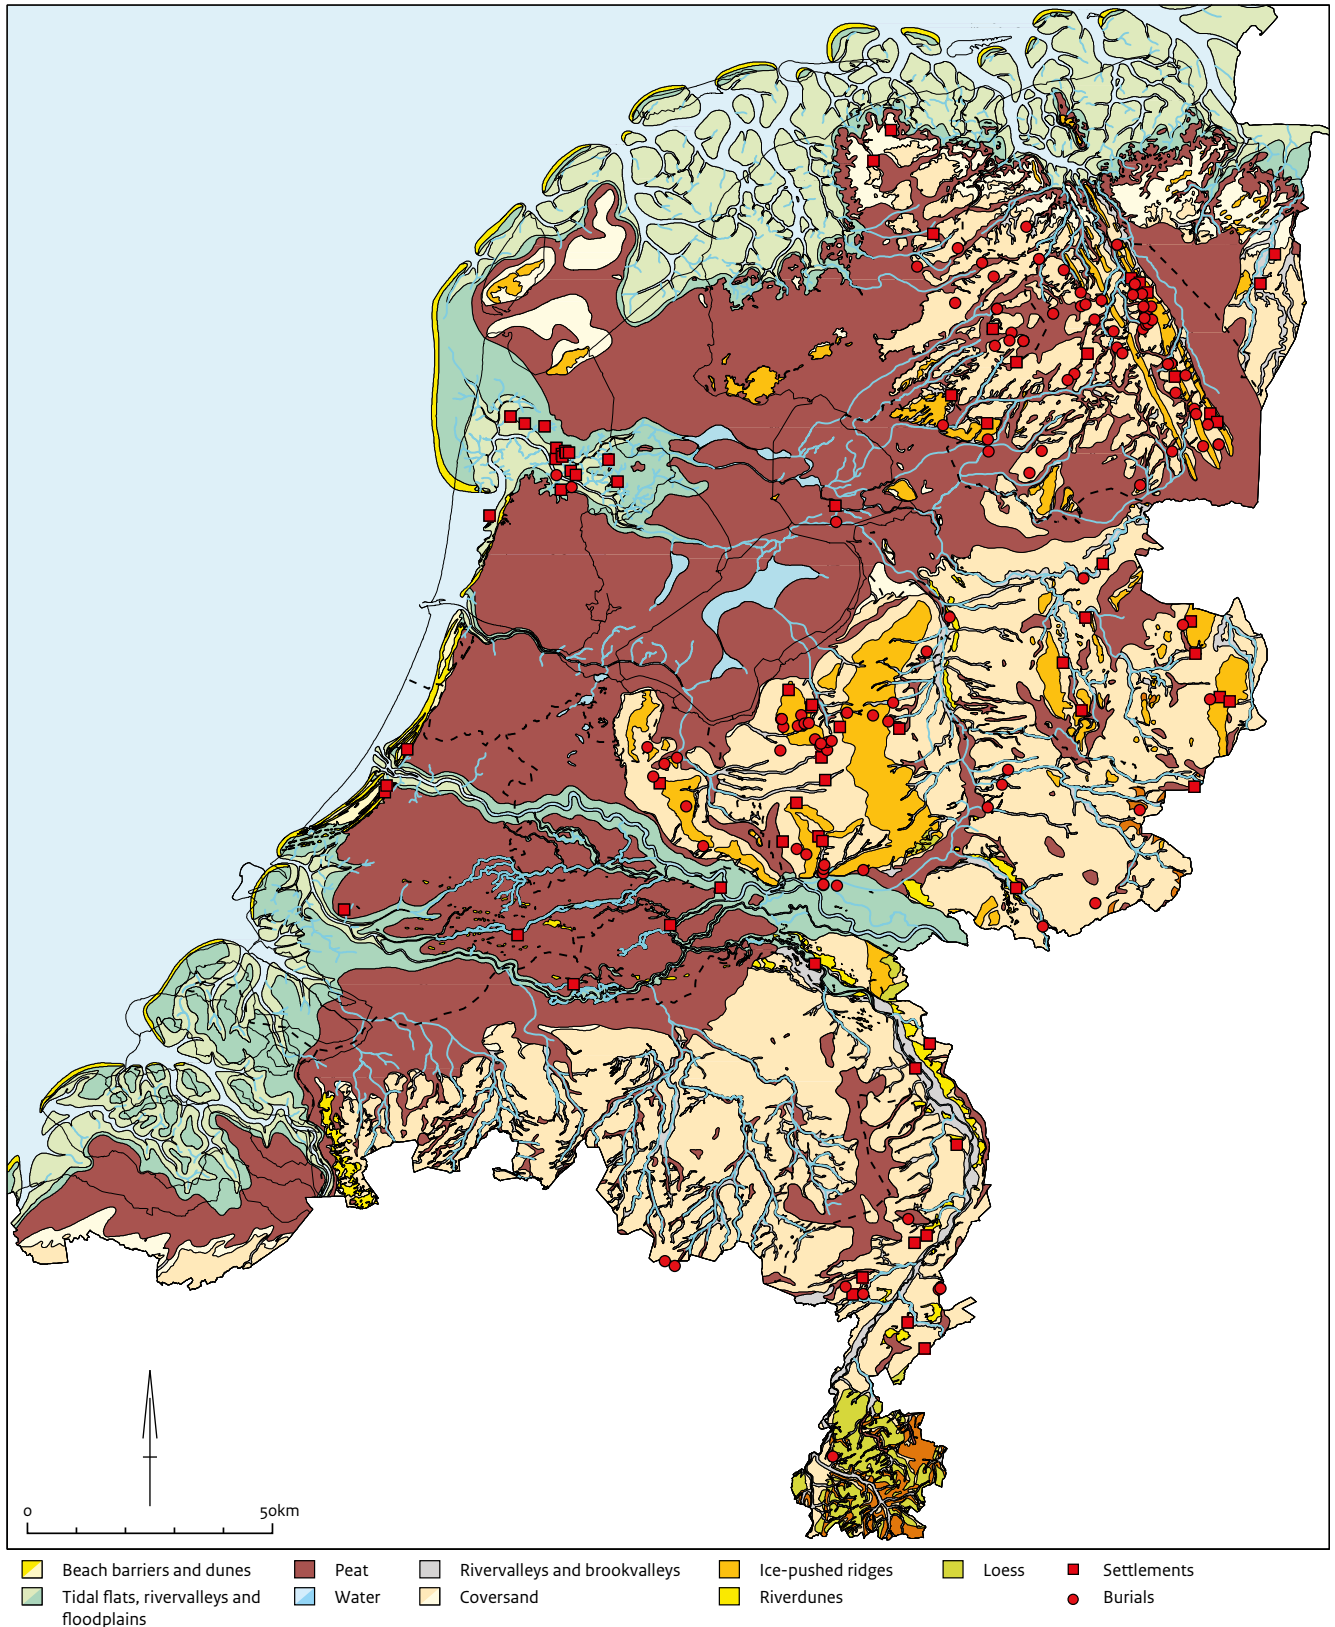 0 50km
Beach barriers and dunes
Tidal flats, rivervalleys and
floodplains
Peat
Water
Rivervalleys and brookvalleys
Coversand
Ice-pushed ridges
Riverdunes
Loess
Settlements
Burials